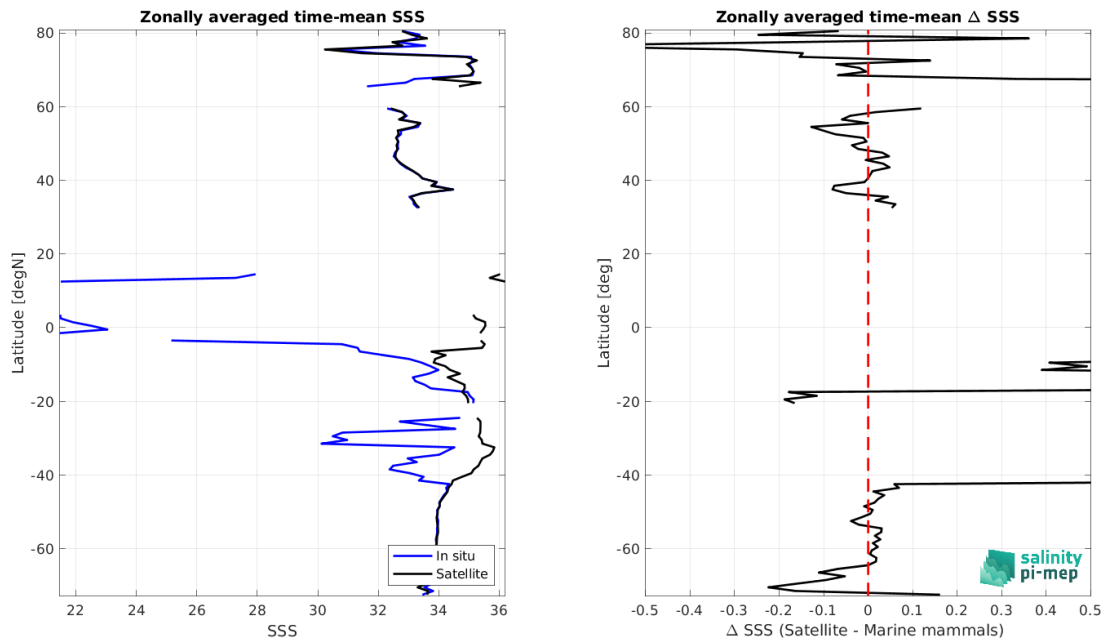 Zonally averaged time-mean SSS
80
60
40
20
0
-20
-40
-60
Latitude [degN]
22 24 26 28 30 32 34 36
SSS
In situ
Satellite
Zonally averaged time-mean Δ SSS
80
60
40
20
0
-20
-40
-60
Latitude [deg]
-0.5 -0.4 -0.3 -0.2 -0.1 0 0.1 0.2 0.3 0.4 0.5
Δ SSS (Satellite - Marine mammals)
salinity
pi-mep